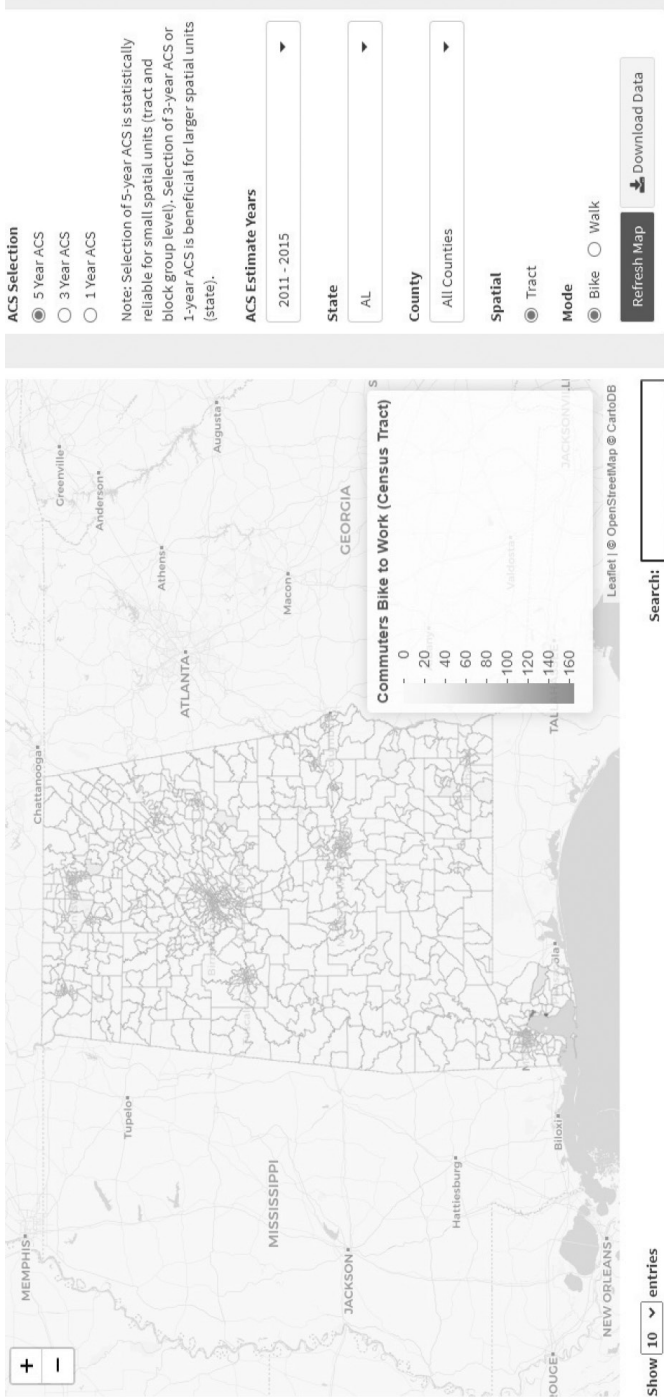 +
−
MEMPHIS
Chattanooga
Greenville
Anderson
Tupelo
Athens
ATLANTA
Augusta
MISSISSIPPI
Macon
GEORGIA
JACKSON
Hattiesburg
Biloxi
NEW ORLEANS
OUGE
Valdosta
JACKSONVILL
TAL
ola
S
Commuters Bike to Work (Census Tract)
0
20
40
60
80
100
120
140
160
Leaflet | © OpenStreetMap © CartoDB
Show 10 entries
Search:
ACS Selection
5 Year ACS
3 Year ACS
1 Year ACS
Note: Selection of 5-year ACS is statistically
reliable for small spatial units (tract and
block group level). Selection of 3-year ACS or
1-year ACS is beneficial for larger spatial units
(state).
ACS Estimate Years
2011 - 2015
State
AL
County
All Counties
Spatial
Tract
Mode
Bike Walk
Refresh Map Download Data